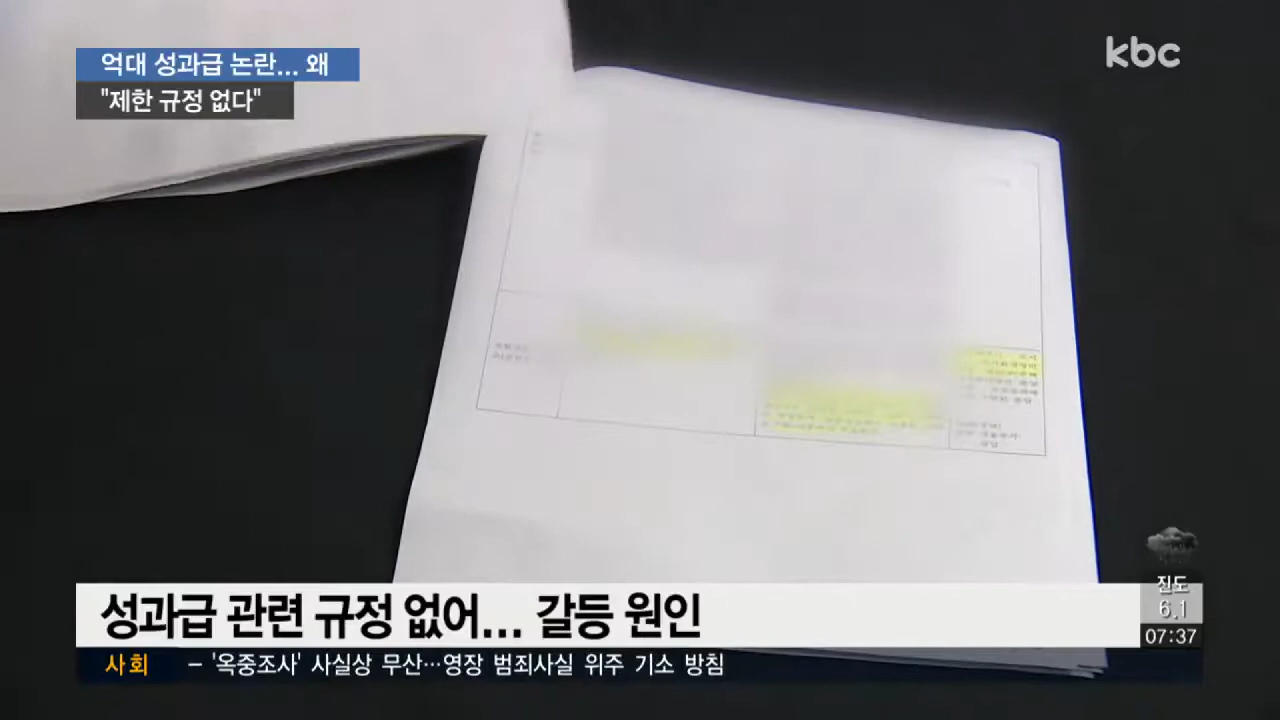 억대 성과급 논란... 왜
"제한 규정 없다"
kbc
성과급 관련 규정 없어... 갈등 원인
진도
6.1
07:37
사회 – '옥중조사' 사실상 무산…영장 범죄사실 위주 기소 방침